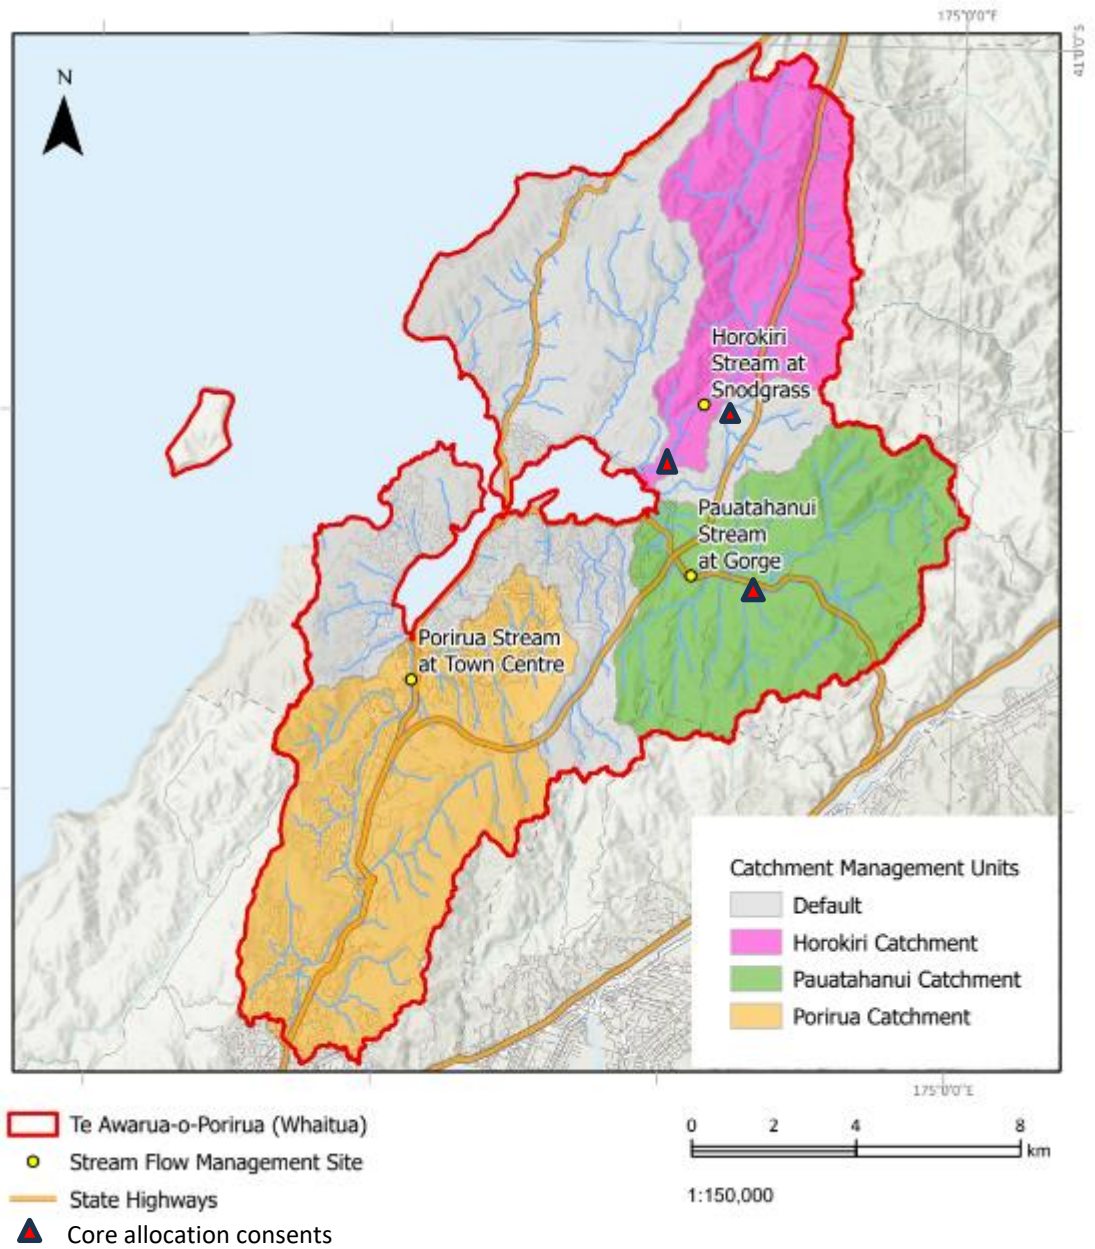 175°0'0"E
41°0'0"S
N
Horokiri
Stream at
Snodgrass
Pauatahanui
Stream
at Gorge
Porirua Stream
at Town Centre
Catchment Management Units
Default
Horokiri Catchment
Pauatahanui Catchment
Porirua Catchment
175°0'0"E
Te Awarua-o-Porirua (Whaitua)
Stream Flow Management Site
State Highways
Core allocation consents
0 2 4 8
km
1:150,000